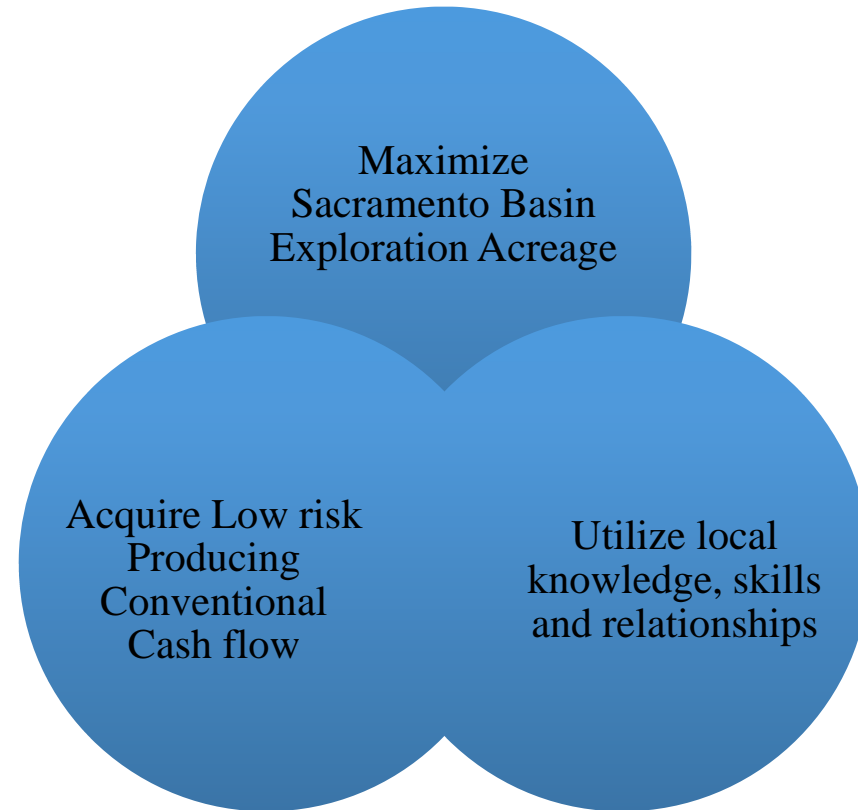 Maximize
Sacramento Basin
Exploration Acreage
Acquire Low risk
Producing
Conventional
Cash flow
Utilize local
knowledge, skills
and relationships